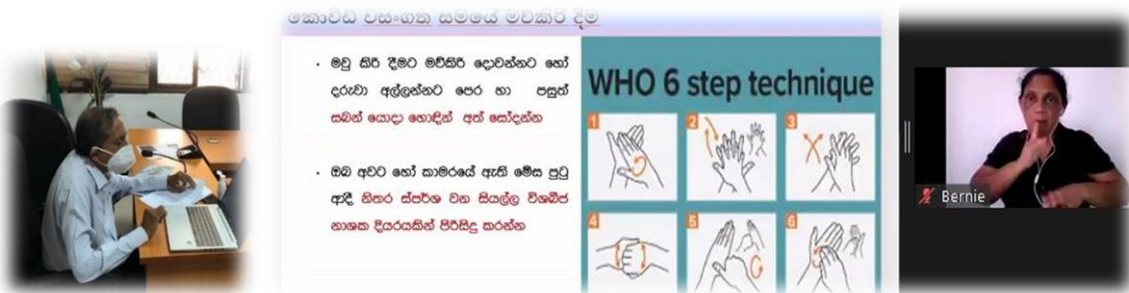 කොවිඩ් වසංගත සමයේ මව්කිරි දීම
• මවු කිරි දීමට මව්කිරි දොවන්නට හෝ
දරුවා අල්ලන්නට පෙර හා පසුත්
සබන් යොදා හොඳින් අත් සෝදන්න
• ඔබ අවට හෝ කාමරයේ ඇති මේස පුටු
ආදී නිතර ස්පර්ශ වන සියල්ල විශබීජ
නාශක දියරයකින් පිරිසිදු කරන්න
WHO 6 step technique
1
2
3
4
5
6
Bernie